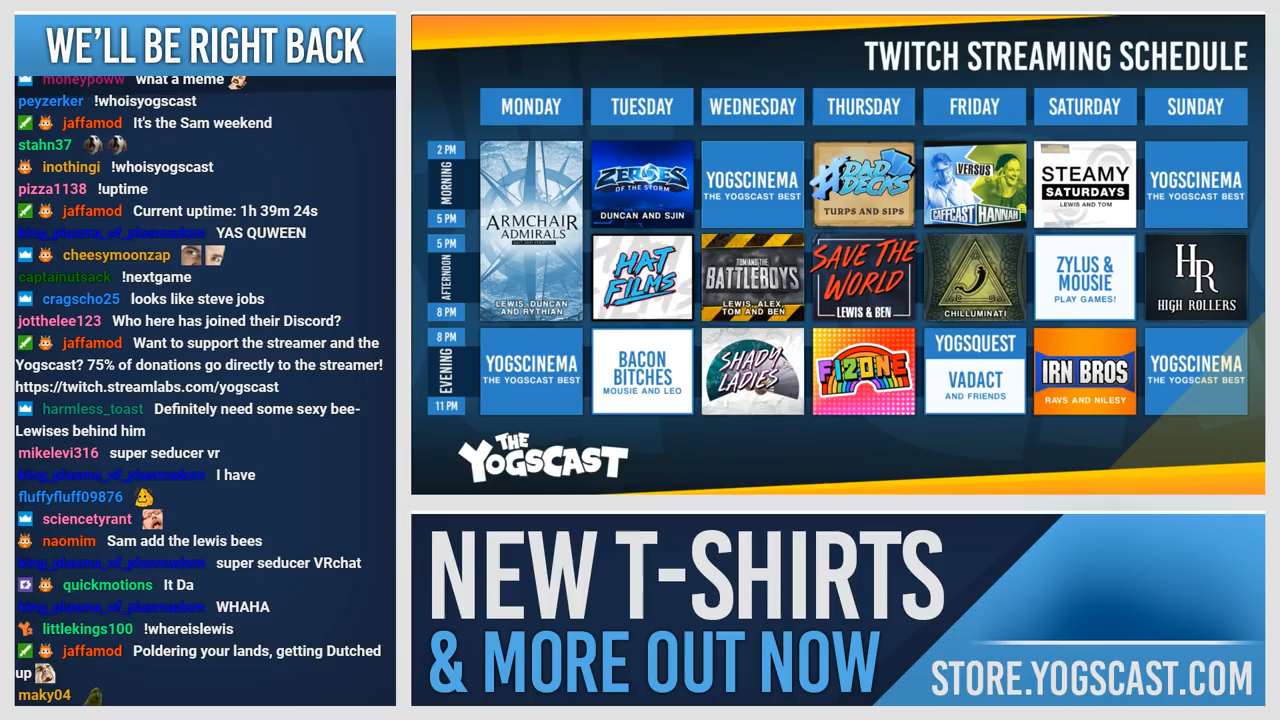 WE'LL BE RIGHT BACK
moneypoww what a meme
peyzerker !whoisyogscast
jaffamod It's the Sam weekend
stahn37
inothingi !whoisyogscast
pizza1138 !uptime
jaffamod Current uptime: 1h 39m 24s
YAS QUWEEN
cheesymoonzap
captainutsack !nextgame
cragscho25 looks like steve jobs
jotthelee123 Who here has joined their Discord?
jaffamod Want to support the streamer and the
Yogscast? 75% of donations go directly to the streamer!
https://twitch.streamlabs.com/yogscast
harmless_toast Definitely need some sexy bee-
Lewises behind him
mikelevi316 super seducer vr
I have
fluffyfluff09876
sciencetyrant
naomim Sam add the lewis bees
super seducer VRchat
quickmotions It Da
WHAHA
littlekings100 !whereislewis
jaffamod Poldering your lands, getting Dutched
up
maky04
TWITCH STREAMING SCHEDULE
MONDAY TUESDAY WEDNESDAY THURSDAY FRIDAY SATURDAY SUNDAY
2 PM
MORNING
5 PM
ARMCHAIR
ADMIRALS
LEWIS, DUNCAN
AND RYTHIAN
ZEROES
OF THE STORM
DUNCAN AND SJIN
YOGSCINEMA
THE YOGSCAST BEST
#DAD
DECKS
TURPS AND SIPS
VERSUS
CAFFCAST HANNAH
STEAMY
SATURDAYS
LEWIS AND TOM
YOGSCINEMA
THE YOGSCAST BEST
5 PM
AFTERNOON
8 PM
HAT
FILMS
TOM AND THE
BATTLEBOYS
LEWIS, ALEX,
TOM AND BEN
SAVE THE
WORLD
LEWIS & BEN
CHILLUMINATI
ZYLUS &
MOUSIE
PLAY GAMES!
HR
HIGH ROLLERS
8 PM
EVENING
11 PM
YOGSCINEMA
THE YOGSCAST BEST
BACON
BITCHES
MOUSIE AND LEO
SHADY
LADIES
FIZONE
YOGSQUEST
VADACT
AND FRIENDS
IRN BROS
RAVS AND NILESY
YOGSCINEMA
THE YOGSCAST BEST
THE
YOGSCAST
NEW T-SHIRTS
& MORE OUT NOW
STORE.YOGSCAST.COM